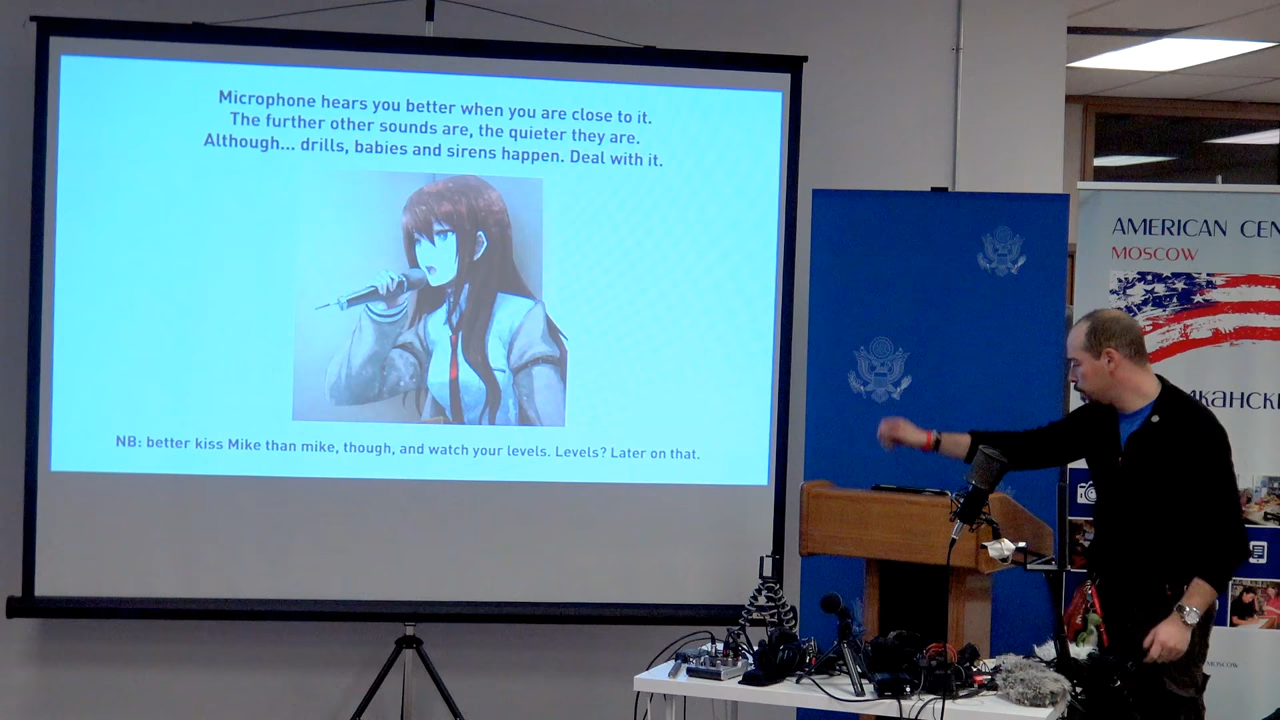 Microphone hears you better when you are close to it.
The further other sounds are, the quieter they are.
Although... drills, babies and sirens happen. Deal with it.
NB: better kiss Mike than mike, though, and watch your levels. Levels? Later on that.
AMERICAN CEN
MOSCOW
ИКАНСК
MOSCOW